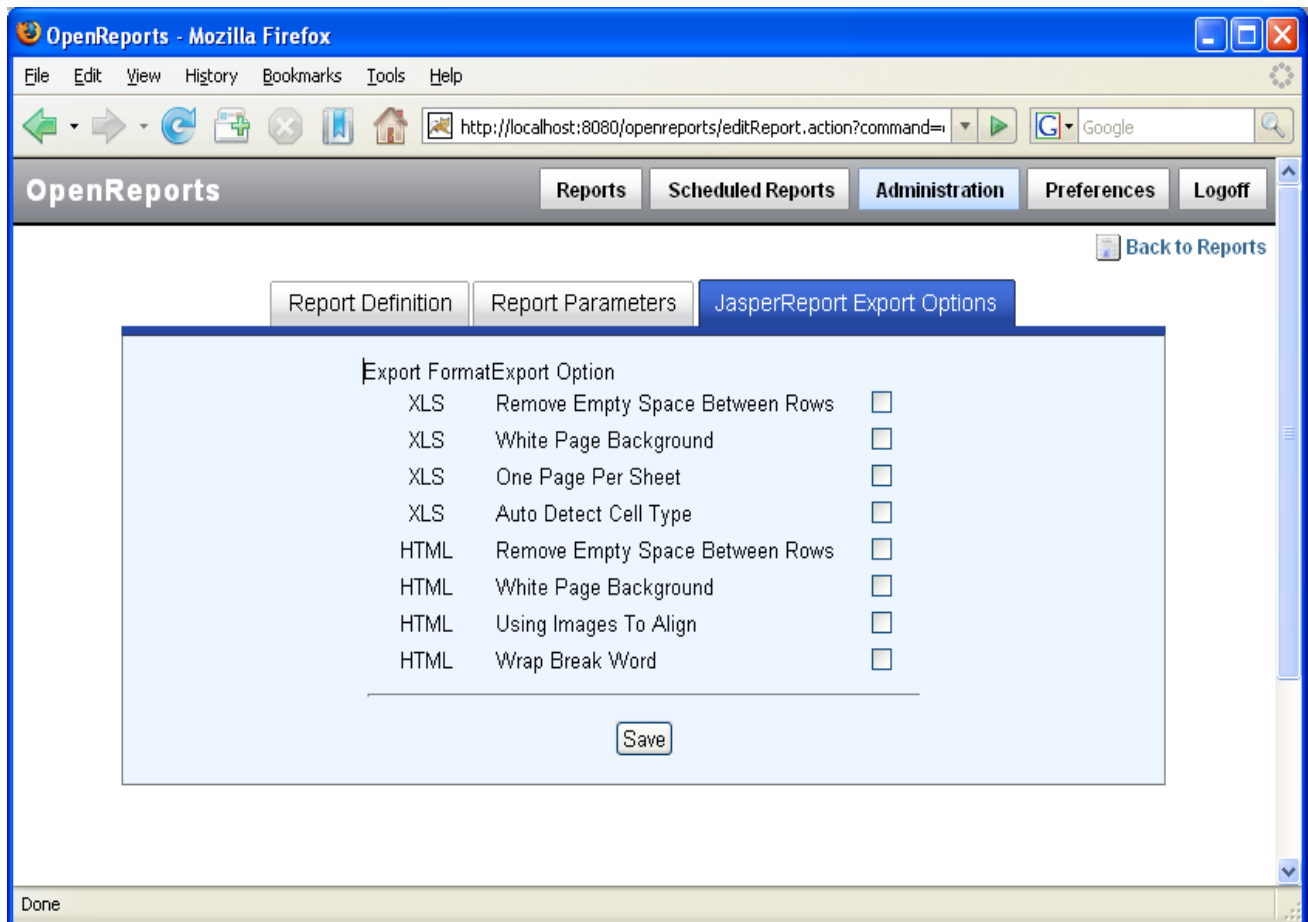 OpenReports - Mozilla Firefox
File Edit View History Bookmarks Tools Help
http://localhost:8080/openreports/editReport.action?command= G Google
OpenReports Reports Scheduled Reports Administration Preferences Logoff
Back to Reports
Report Definition Report Parameters JasperReport Export Options
Export FormatExport Option
XLS Remove Empty Space Between Rows
XLS White Page Background
XLS One Page Per Sheet
XLS Auto Detect Cell Type
HTML Remove Empty Space Between Rows
HTML White Page Background
HTML Using Images To Align
HTML Wrap Break Word
Save
Done